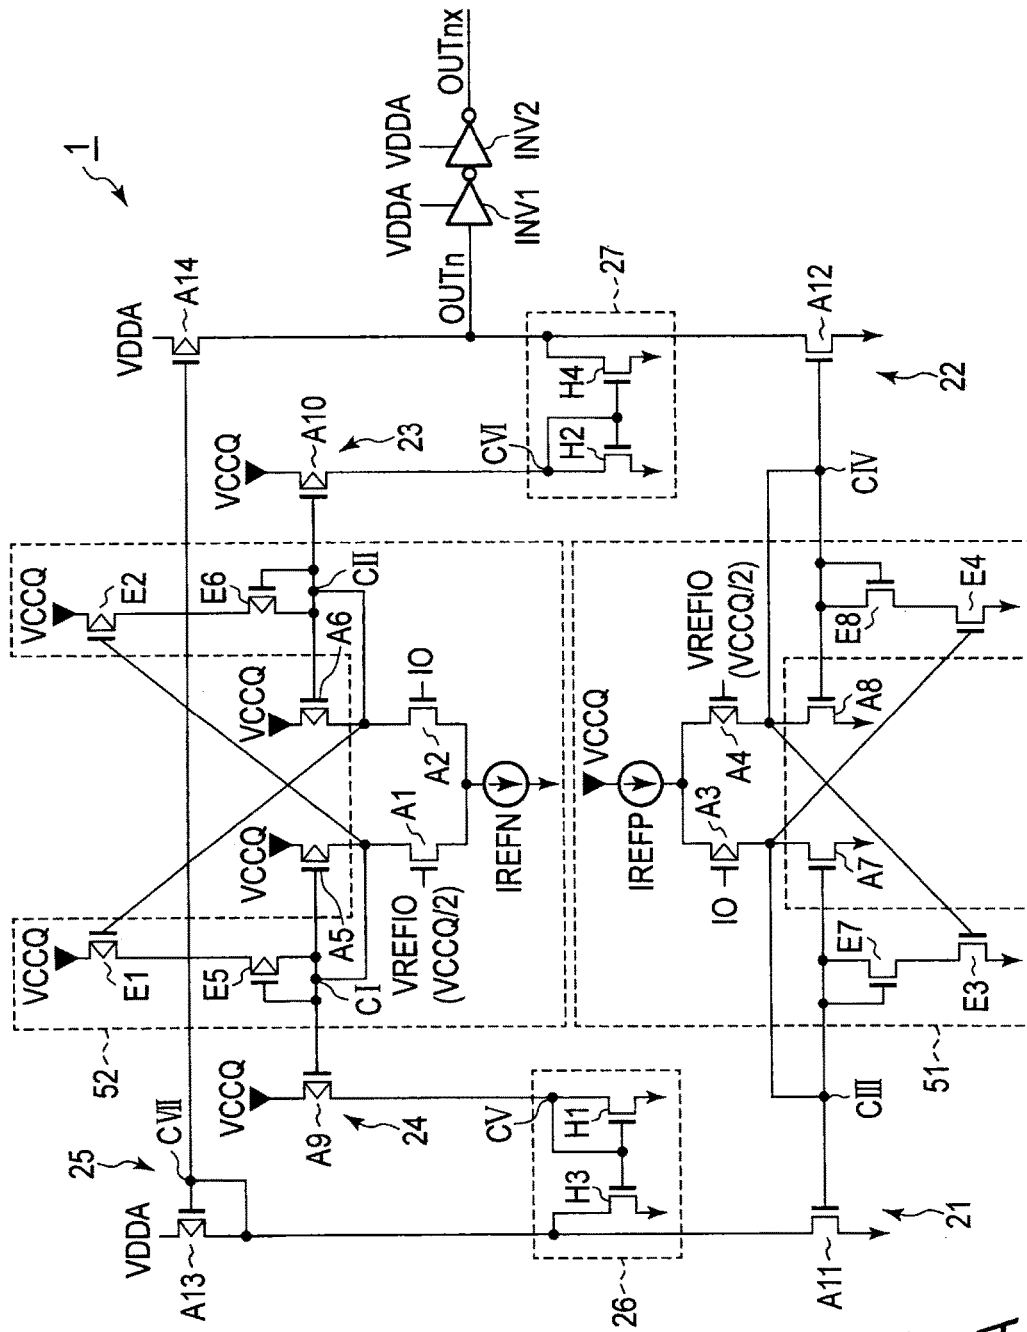 1
VDDA
A14
VDDA
VDDA
OUTn
OUTnx
INV1
INV2
27
H4
H2
CVI
A12
22
VCCQ
A10
23
VCCQ
E2
E6
CII
VCCQ
A6
IO
A2
A1
VCCQ
A5
VREFIO
(VCCQ/2)
IREFN
VCCQ
E1
E5
CI
52
VCCQ
IREFP
VREFIO
(VCCQ/2)
A4
A3
IO
CIV
E8
E4
A8
A7
E7
E3
51
CIII
VCCQ
A9
24
CV
H1
H3
26
25
CVII
VDDA
A13
A11
21